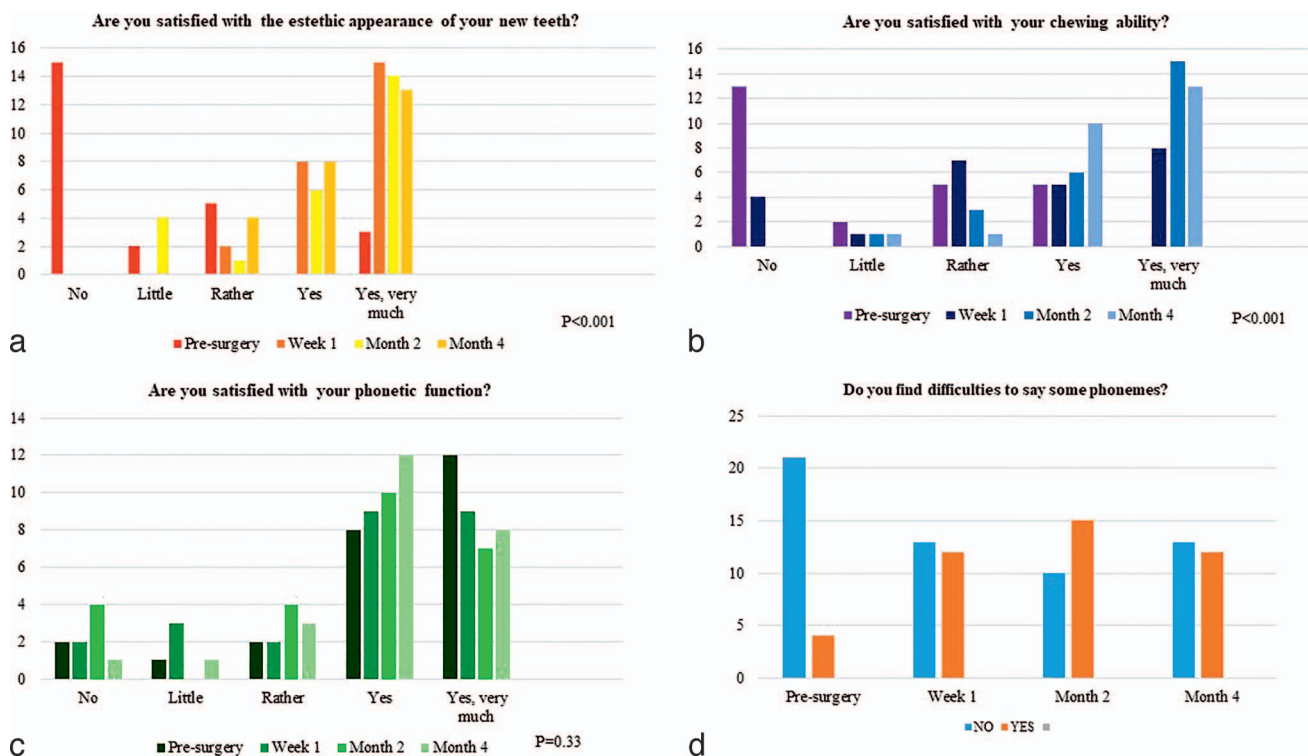 Are you satisfied with the estethic appearance of your new teeth?
16
14
12
10
8
6
4
2
0
No Little Rather Yes Yes, very
much
Pre-surgery Week 1 Month 2 Month 4
P<0.001
a
Are you satisfied with your chewing ability?
16
14
12
10
8
6
4
2
0
No Little Rather Yes Yes, very
much
Pre-surgery Week 1 Month 2 Month 4
P<0.001
b
Are you satisfied with your phonetic function?
14
12
10
8
6
4
2
0
No Little Rather Yes Yes, very
much
Pre-surgery Week 1 Month 2 Month 4
P=0.33
c
Do you find difficulties to say some phonemes?
25
20
15
10
5
0
Pre-surgery Week 1 Month 2 Month 4
NO YES
d